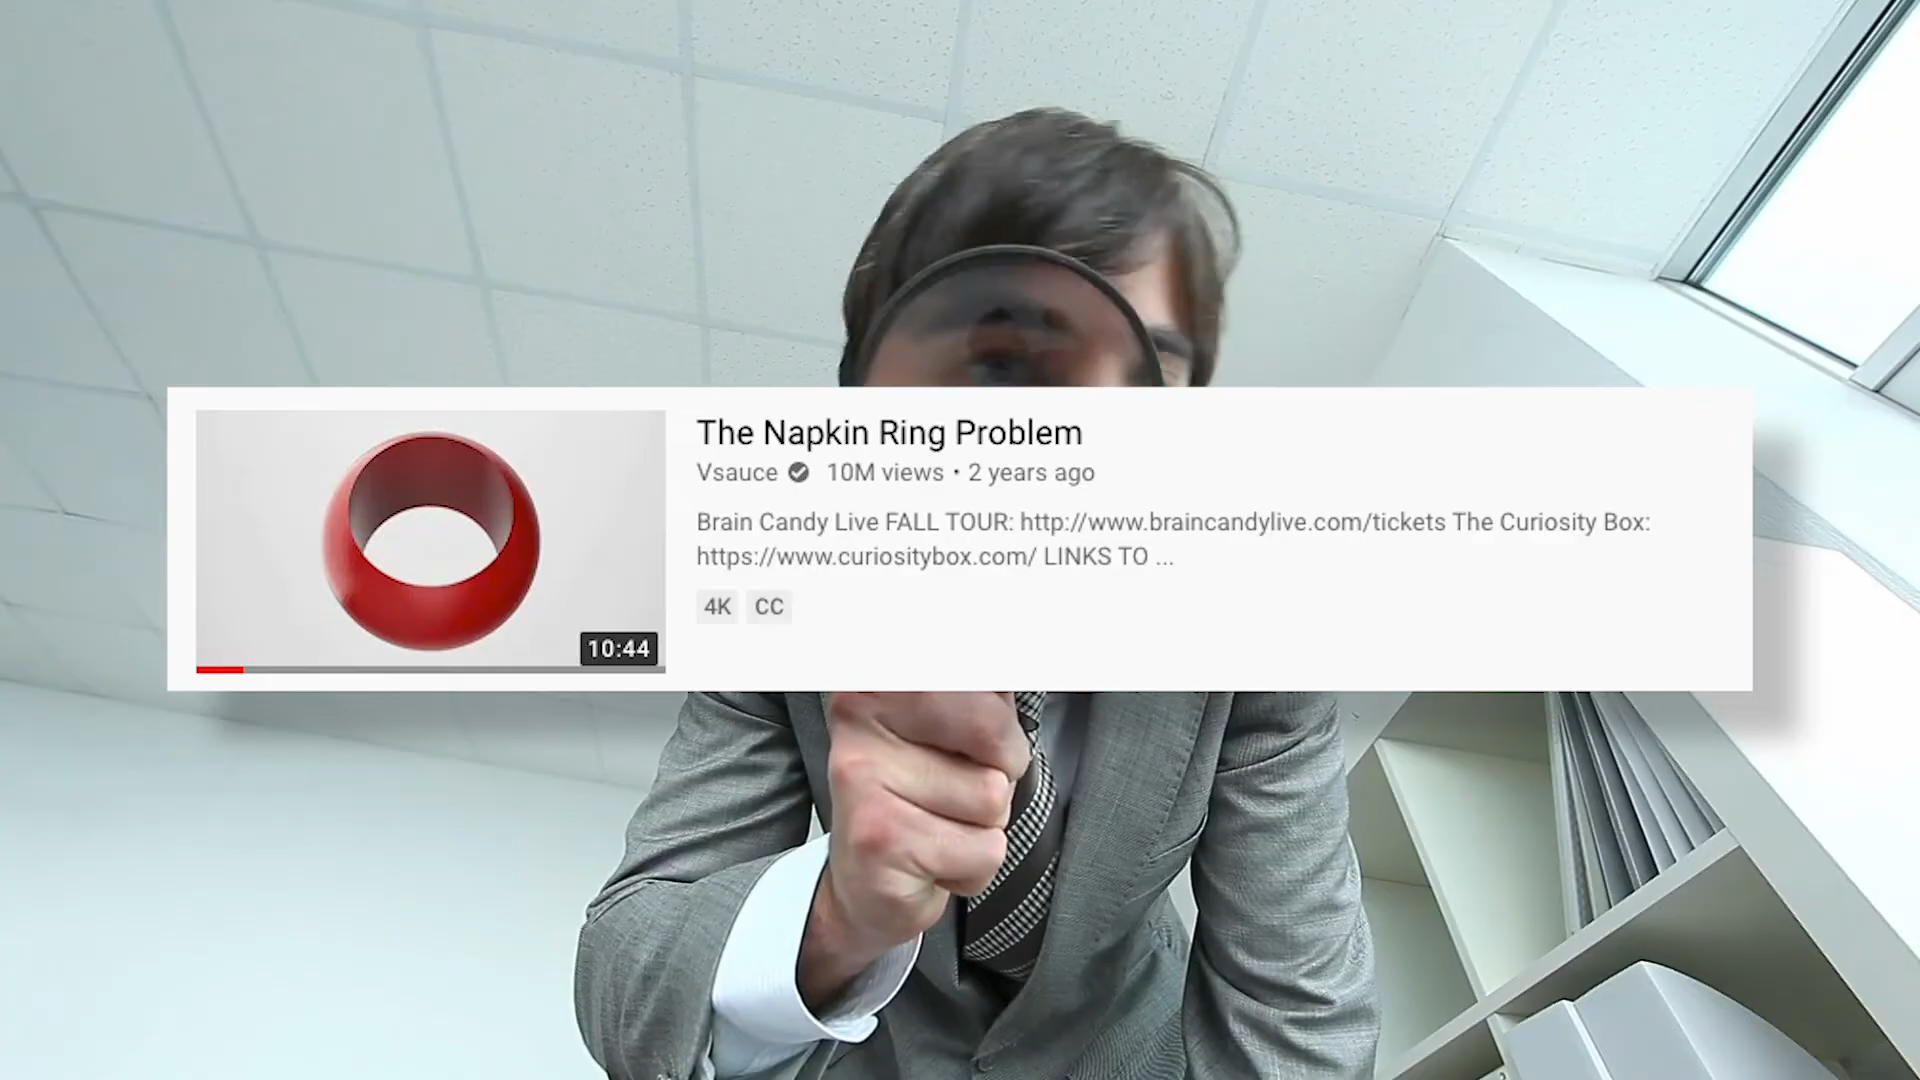 The Napkin Ring Problem
Vsauce 10M views • 2 years ago
Brain Candy Live FALL TOUR: http://www.braincandylive.com/tickets The Curiosity Box:
https://www.curiositybox.com/ LINKS TO ...
4K CC
10:44